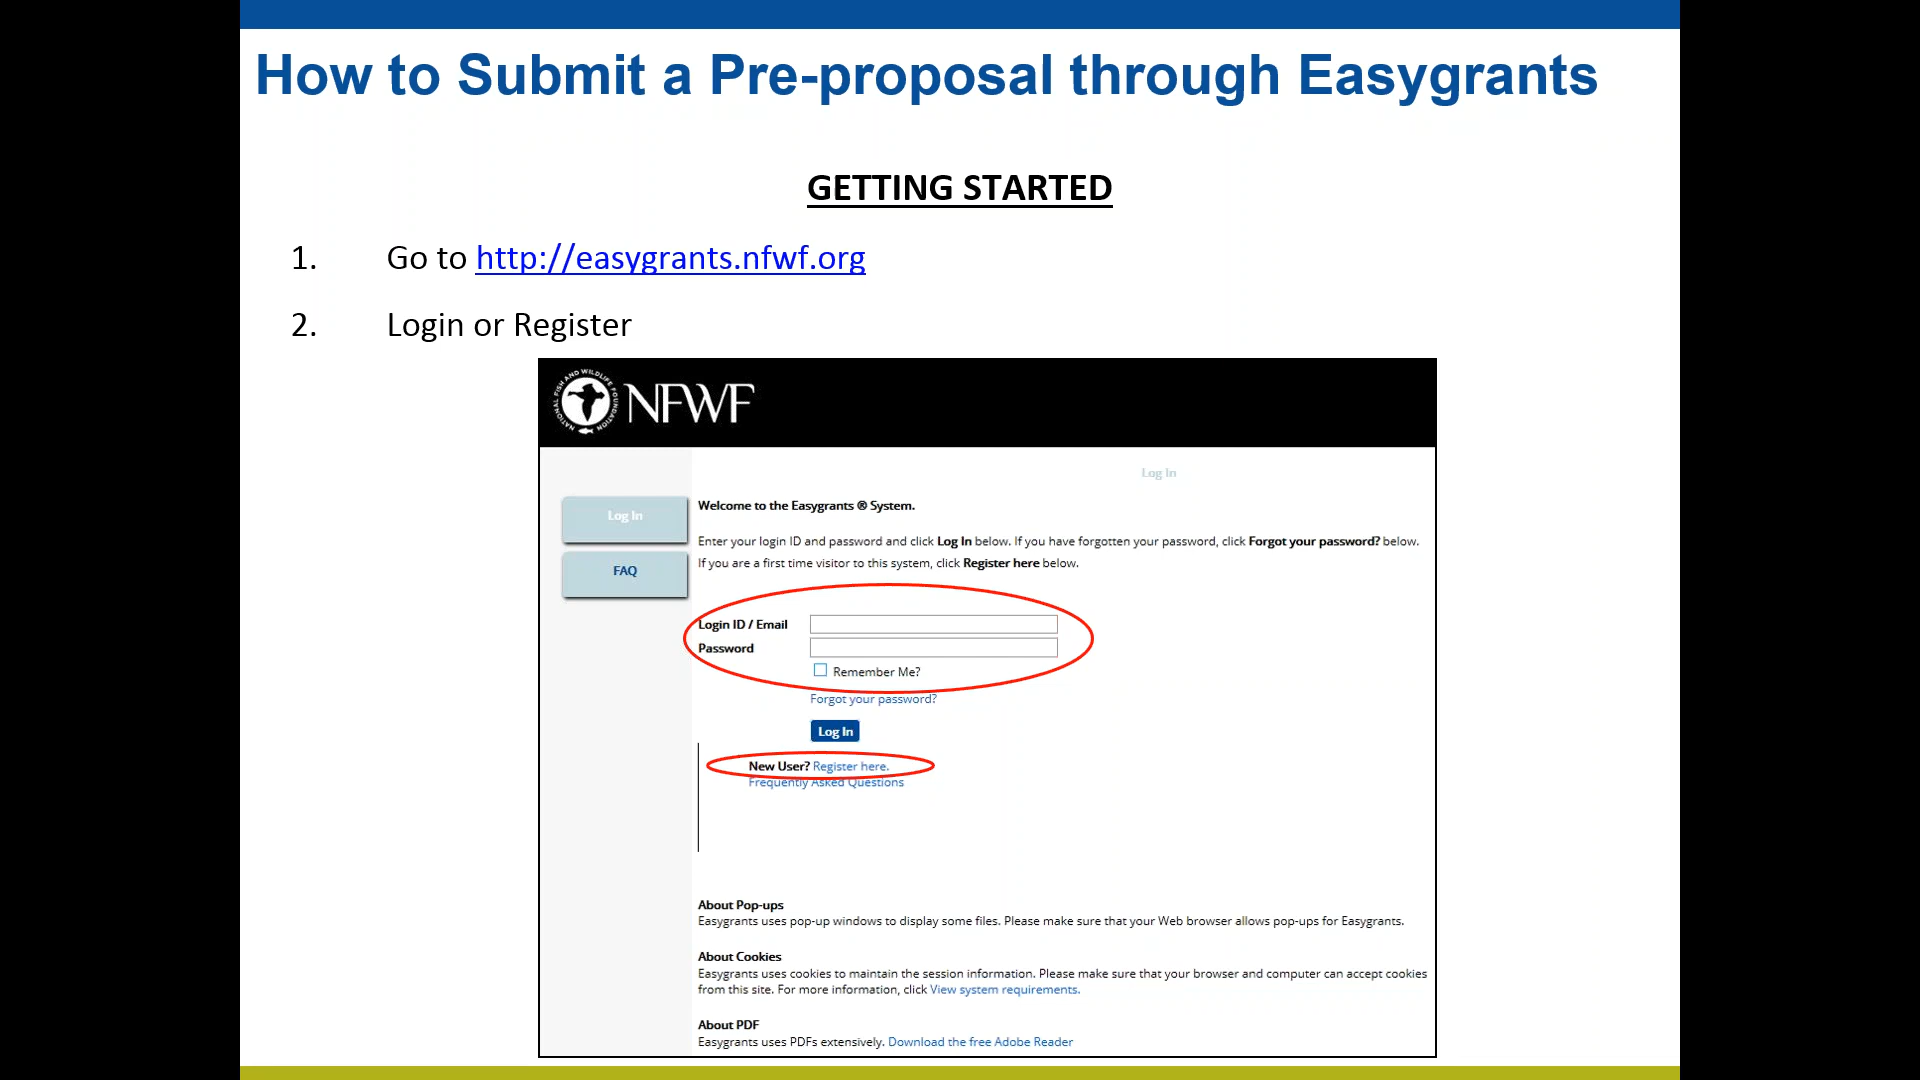 How to Submit a Pre-proposal through Easygrants
GETTING STARTED
1. Go to http://easygrants.nfwf.org
2. Login or Register
NATIONAL FISH AND WILDLIFE FOUNDATION
NFWF
Log In
Log In
FAQ
Welcome to the Easygrants ® System.
Enter your login ID and password and click Log In below. If you have forgotten your password, click Forgot your password? below.
If you are a first time visitor to this system, click Register here below.
Login ID / Email
Password
Remember Me?
Forgot your password?
Log In
New User? Register here.
Frequently Asked Questions
About Pop-ups
Easygrants uses pop-up windows to display some files. Please make sure that your Web browser allows pop-ups for Easygrants.
About Cookies
Easygrants uses cookies to maintain the session information. Please make sure that your browser and computer can accept cookies
from this site. For more information, click View system requirements.
About PDF
Easygrants uses PDFs extensively. Download the free Adobe Reader